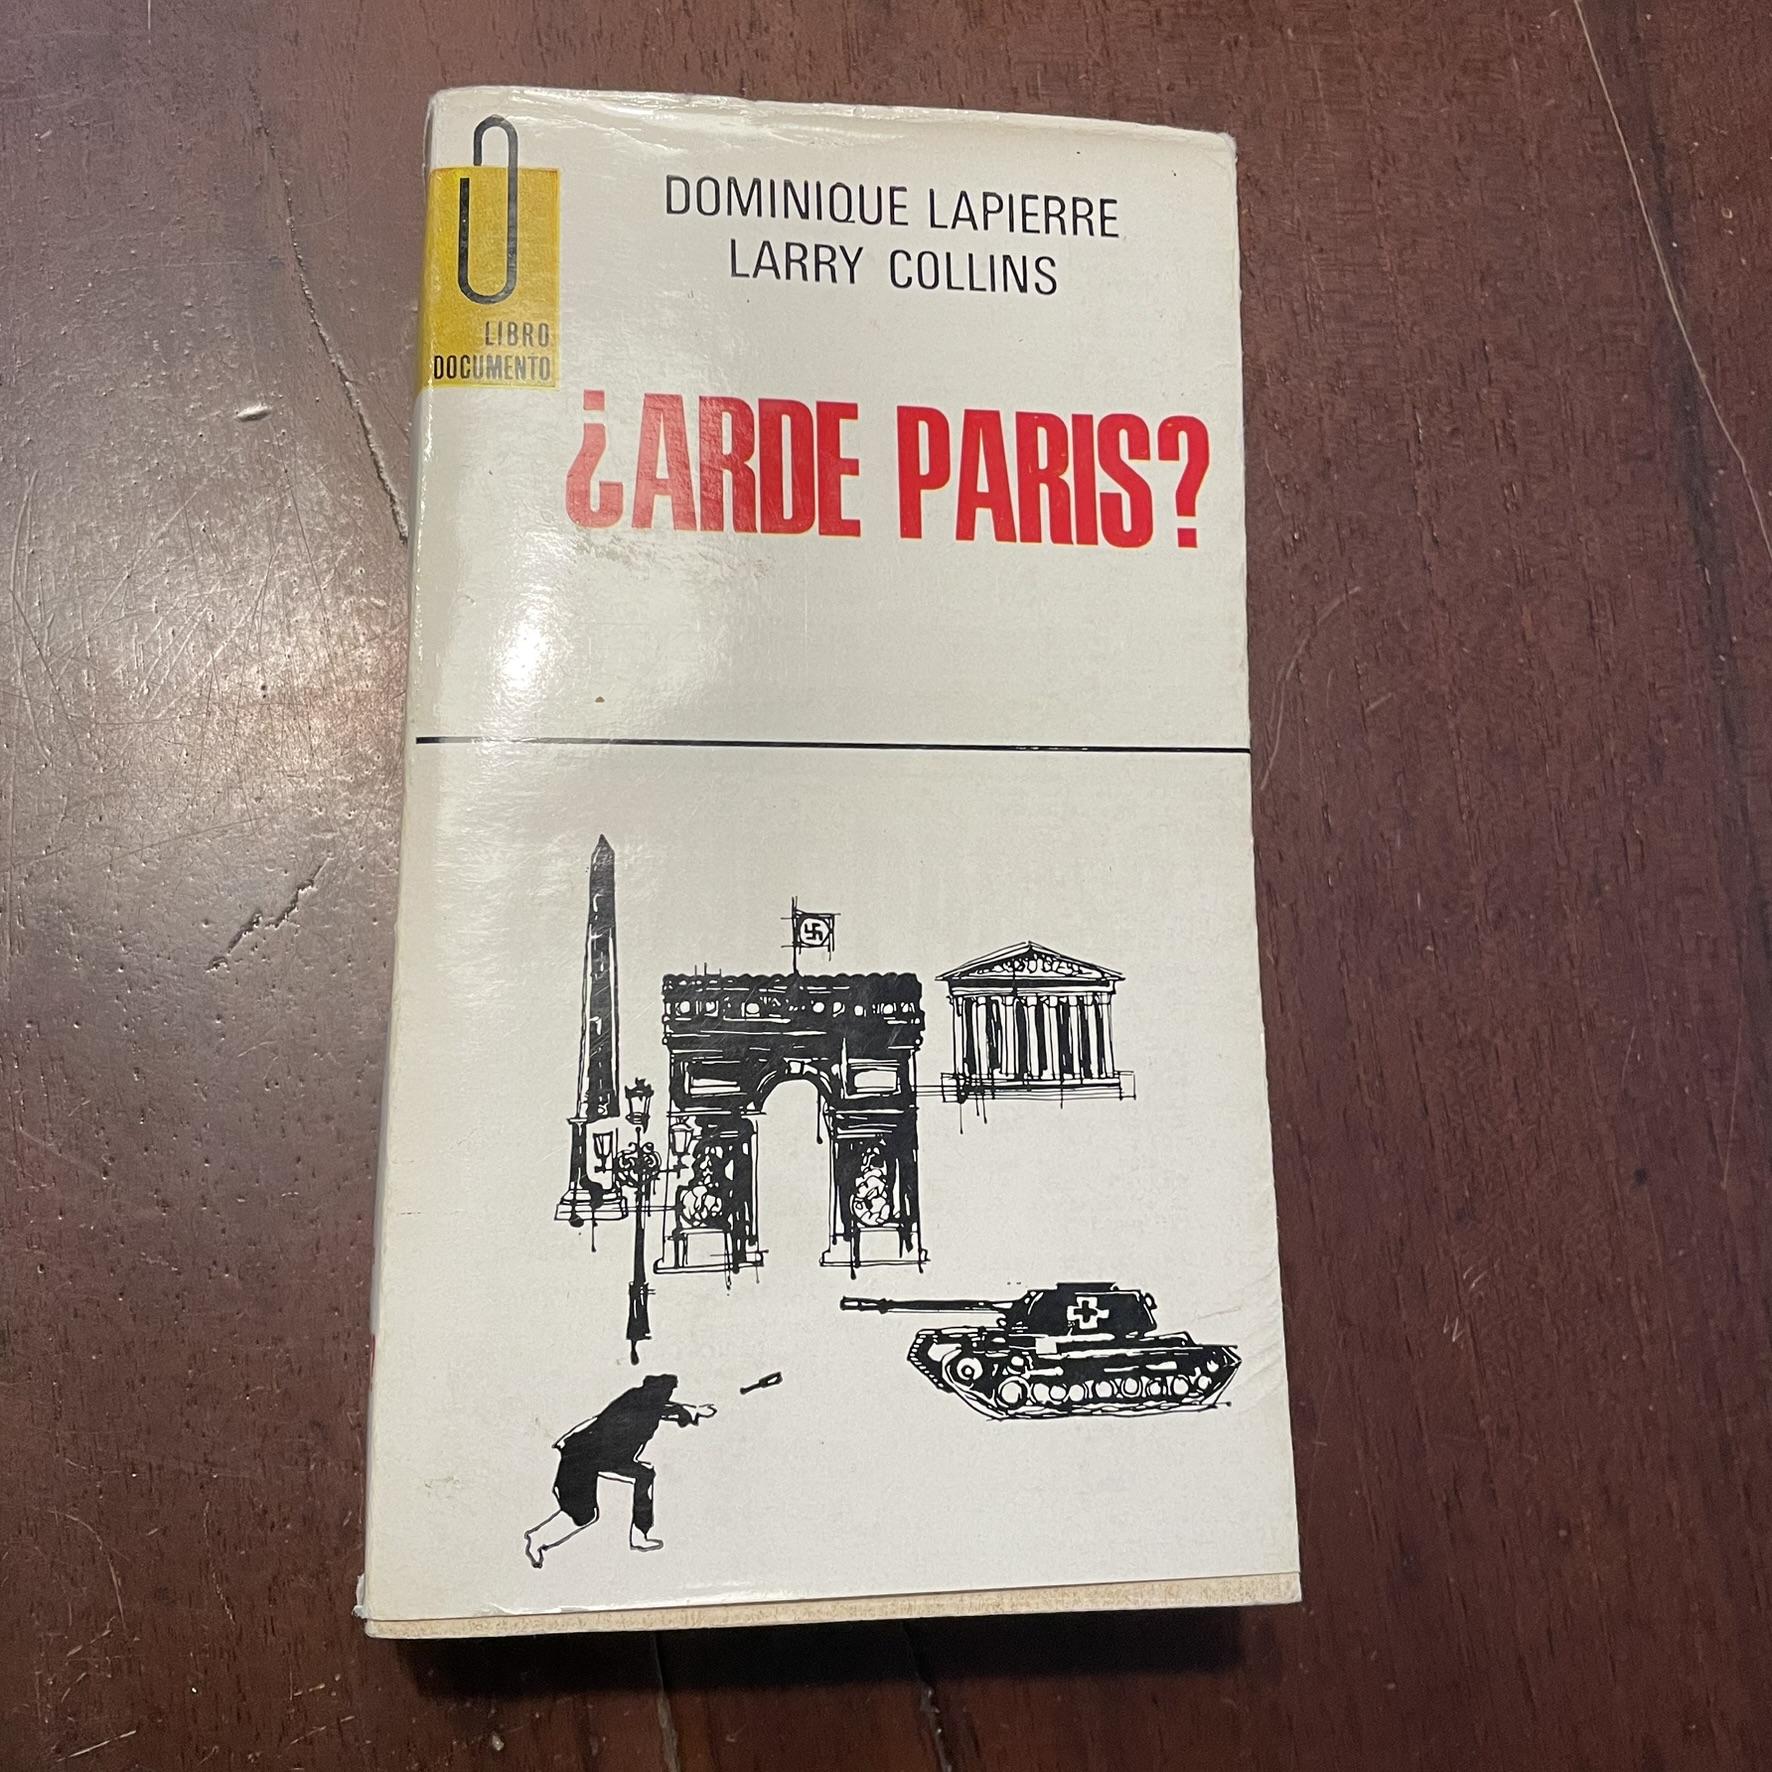 DOMINIQUE LAPIERRE
LARRY COLLINS
LIBRO
DOCUMENTO
¿ARDE PARIS?